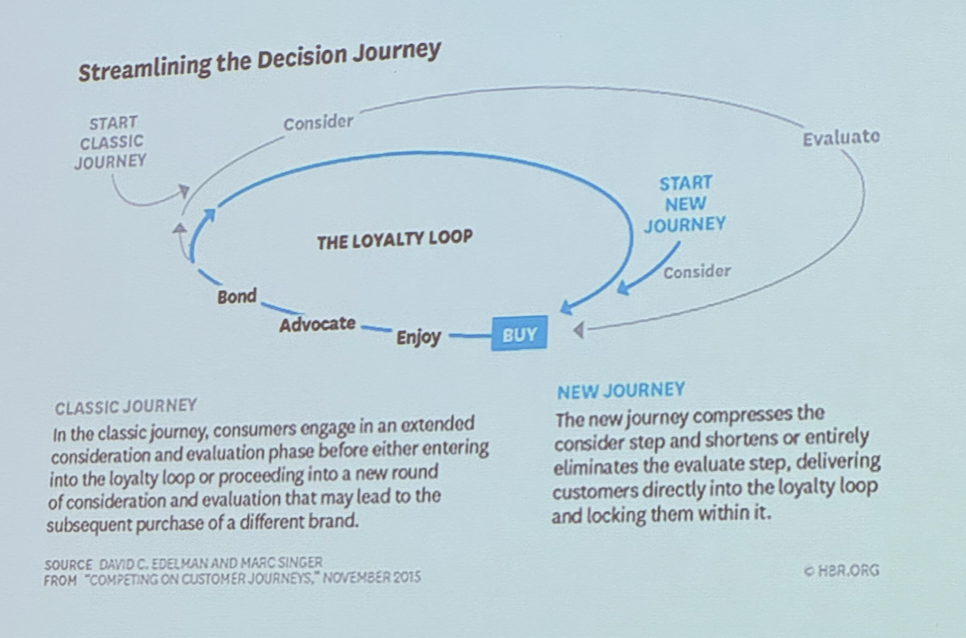 Streamlining the Decision Journey
START
CLASSIC
JOURNEY
Consider
Evaluate
START
NEW
JOURNEY
Consider
THE LOYALTY LOOP
Bond
Advocate
Enjoy
BUY
CLASSIC JOURNEY
In the classic journey, consumers engage in an extended
consideration and evaluation phase before either entering
into the loyalty loop or proceeding into a new round
of consideration and evaluation that may lead to the
subsequent purchase of a different brand.
NEW JOURNEY
The new journey compresses the
consider step and shortens or entirely
eliminates the evaluate step, delivering
customers directly into the loyalty loop
and locking them within it.
SOURCE DAVID C. EDELMAN AND MARC SINGER
FROM "COMPETING ON CUSTOMER JOURNEYS," NOVEMBER 2015
© HBR.ORG